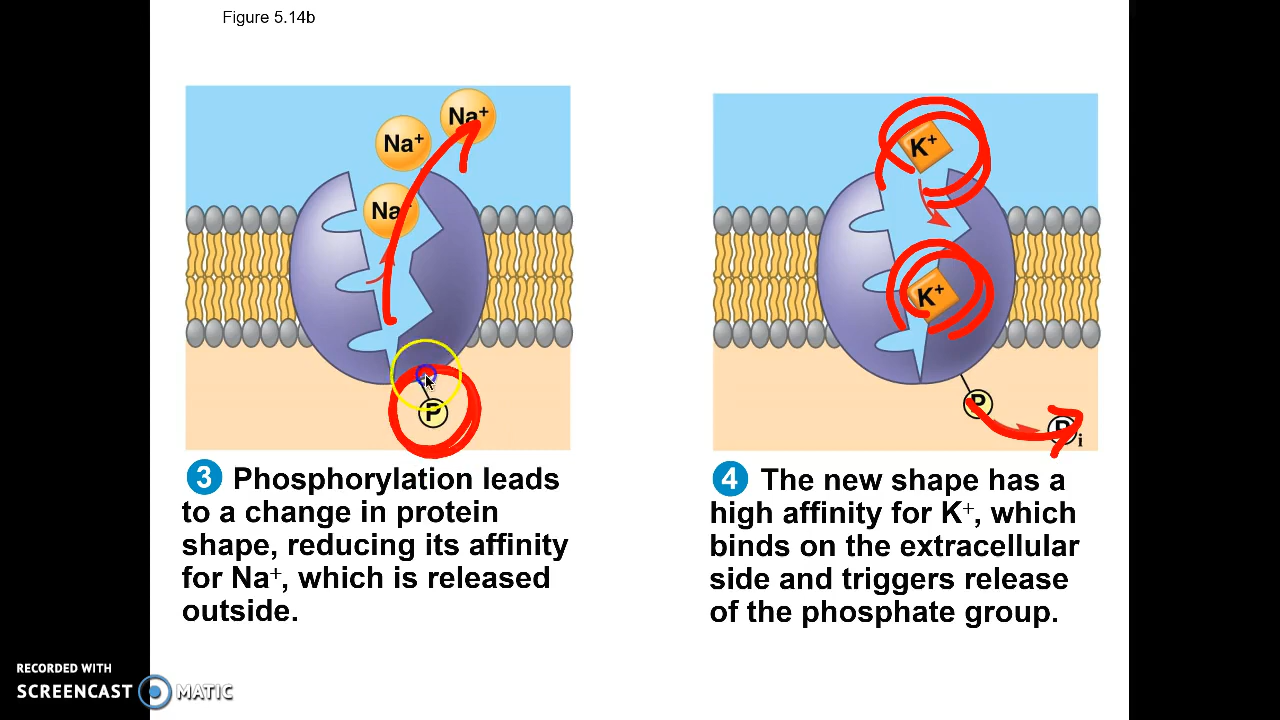 Figure 5.14b
Na+
Na+
Na+
P
3 Phosphorylation leads
to a change in protein
shape, reducing its affinity
for Na+, which is released
outside.
K+
K+
P
Pi
4 The new shape has a
high affinity for K+, which
binds on the extracellular
side and triggers release
of the phosphate group.
RECORDED WITH
SCREENCAST MATIC